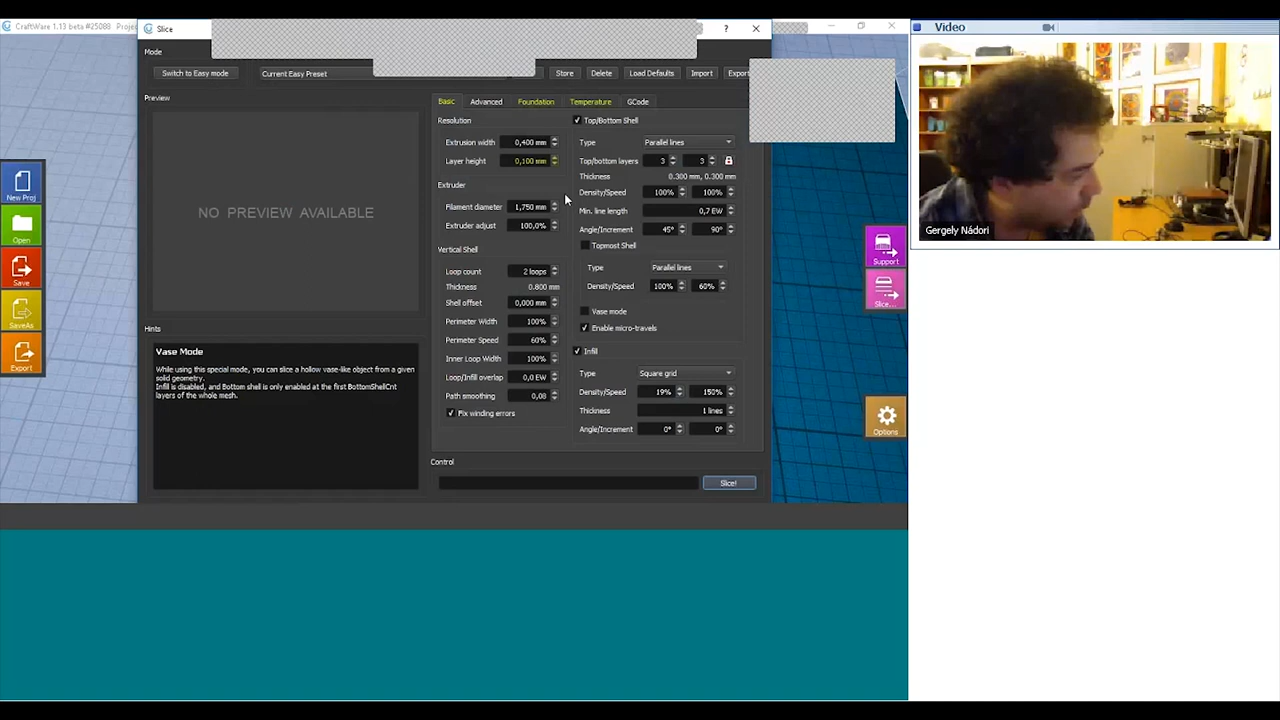 CraftWare 1.13 beta #25088 Proje
Slice
?
Mode
Switch to Easy mode
Current Easy Preset
Store
Delete
Load Defaults
Import
Export
Preview
NO PREVIEW AVAILABLE
Hints
Vase Mode
While using this special mode, you can slice a hollow vase-like object from a given
solid geometry.
Infill is disabled, and Bottom shell is only enabled at the first BottomShellCnt
layers of the whole mesh.
Basic
Advanced
Foundation
Temperature
GCode
Resolution
Extrusion width 0,400 mm
Layer height 0,100 mm
Extruder
Filament diameter 1,750 mm
Extruder adjust 100,0%
Vertical Shell
Loop count 2 loops
Thickness 0.800 mm
Shell offset 0,000 mm
Perimeter Width 100%
Perimeter Speed 60%
Inner Loop Width 100%
Loop/Infill overlap 0,0 EW
Path smoothing 0,08
Fix winding errors
Top/Bottom Shell
Type Parallel lines
Top/bottom layers 3 3
Thickness 0.300 mm, 0.300 mm
Density/Speed 100% 100%
Min. line length 0,7 EW
Angle/Increment 45° 90°
Topmost Shell
Type Parallel lines
Density/Speed 100% 60%
Vase mode
Enable micro-travels
Infill
Type Square grid
Density/Speed 19% 150%
Thickness 1 lines
Angle/Increment 0° 0°
Control
Slice!
New Proj
Open
Save
SaveAs
Export
Support
Slice...
Options
Video
Gergely Nádori